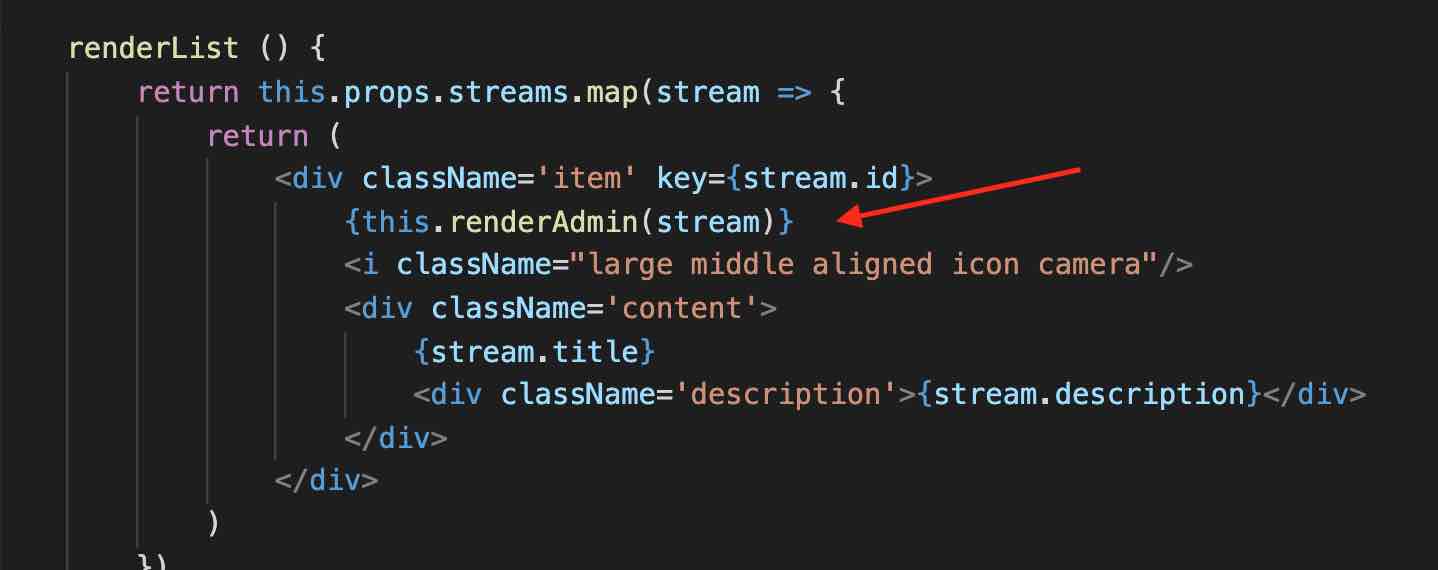 renderList () {
return this.props.streams.map(stream => {
return (
<div className='item' key={stream.id}>
{this.renderAdmin(stream)}
<i className="large middle aligned icon camera"/>
<div className='content'>
{stream.title}
<div className='description'>{stream.description}</div>
</div>
</div>
)
})